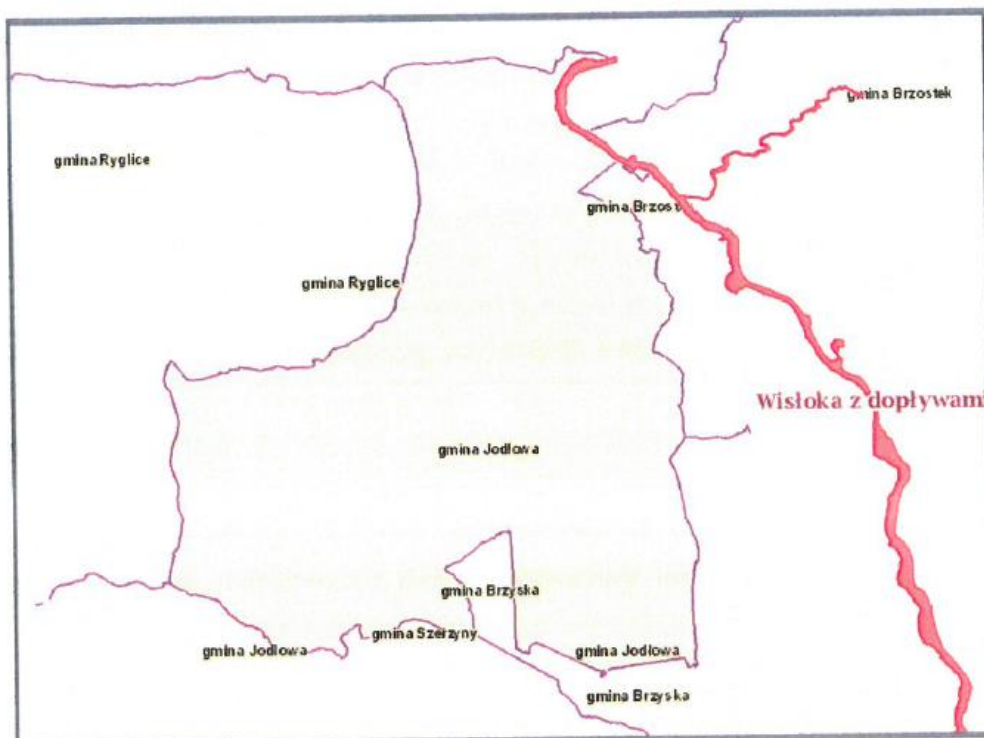 gmina Brzostek
gmina Ryglice
gmina Brzost
gmina Ryglice
Wisłoka z dopływami
gmina Jodłowa
gmina Brzyska
gmina Szerzyny
gmina Jodłowa
gmina Jodłowa
gmina Brzyska